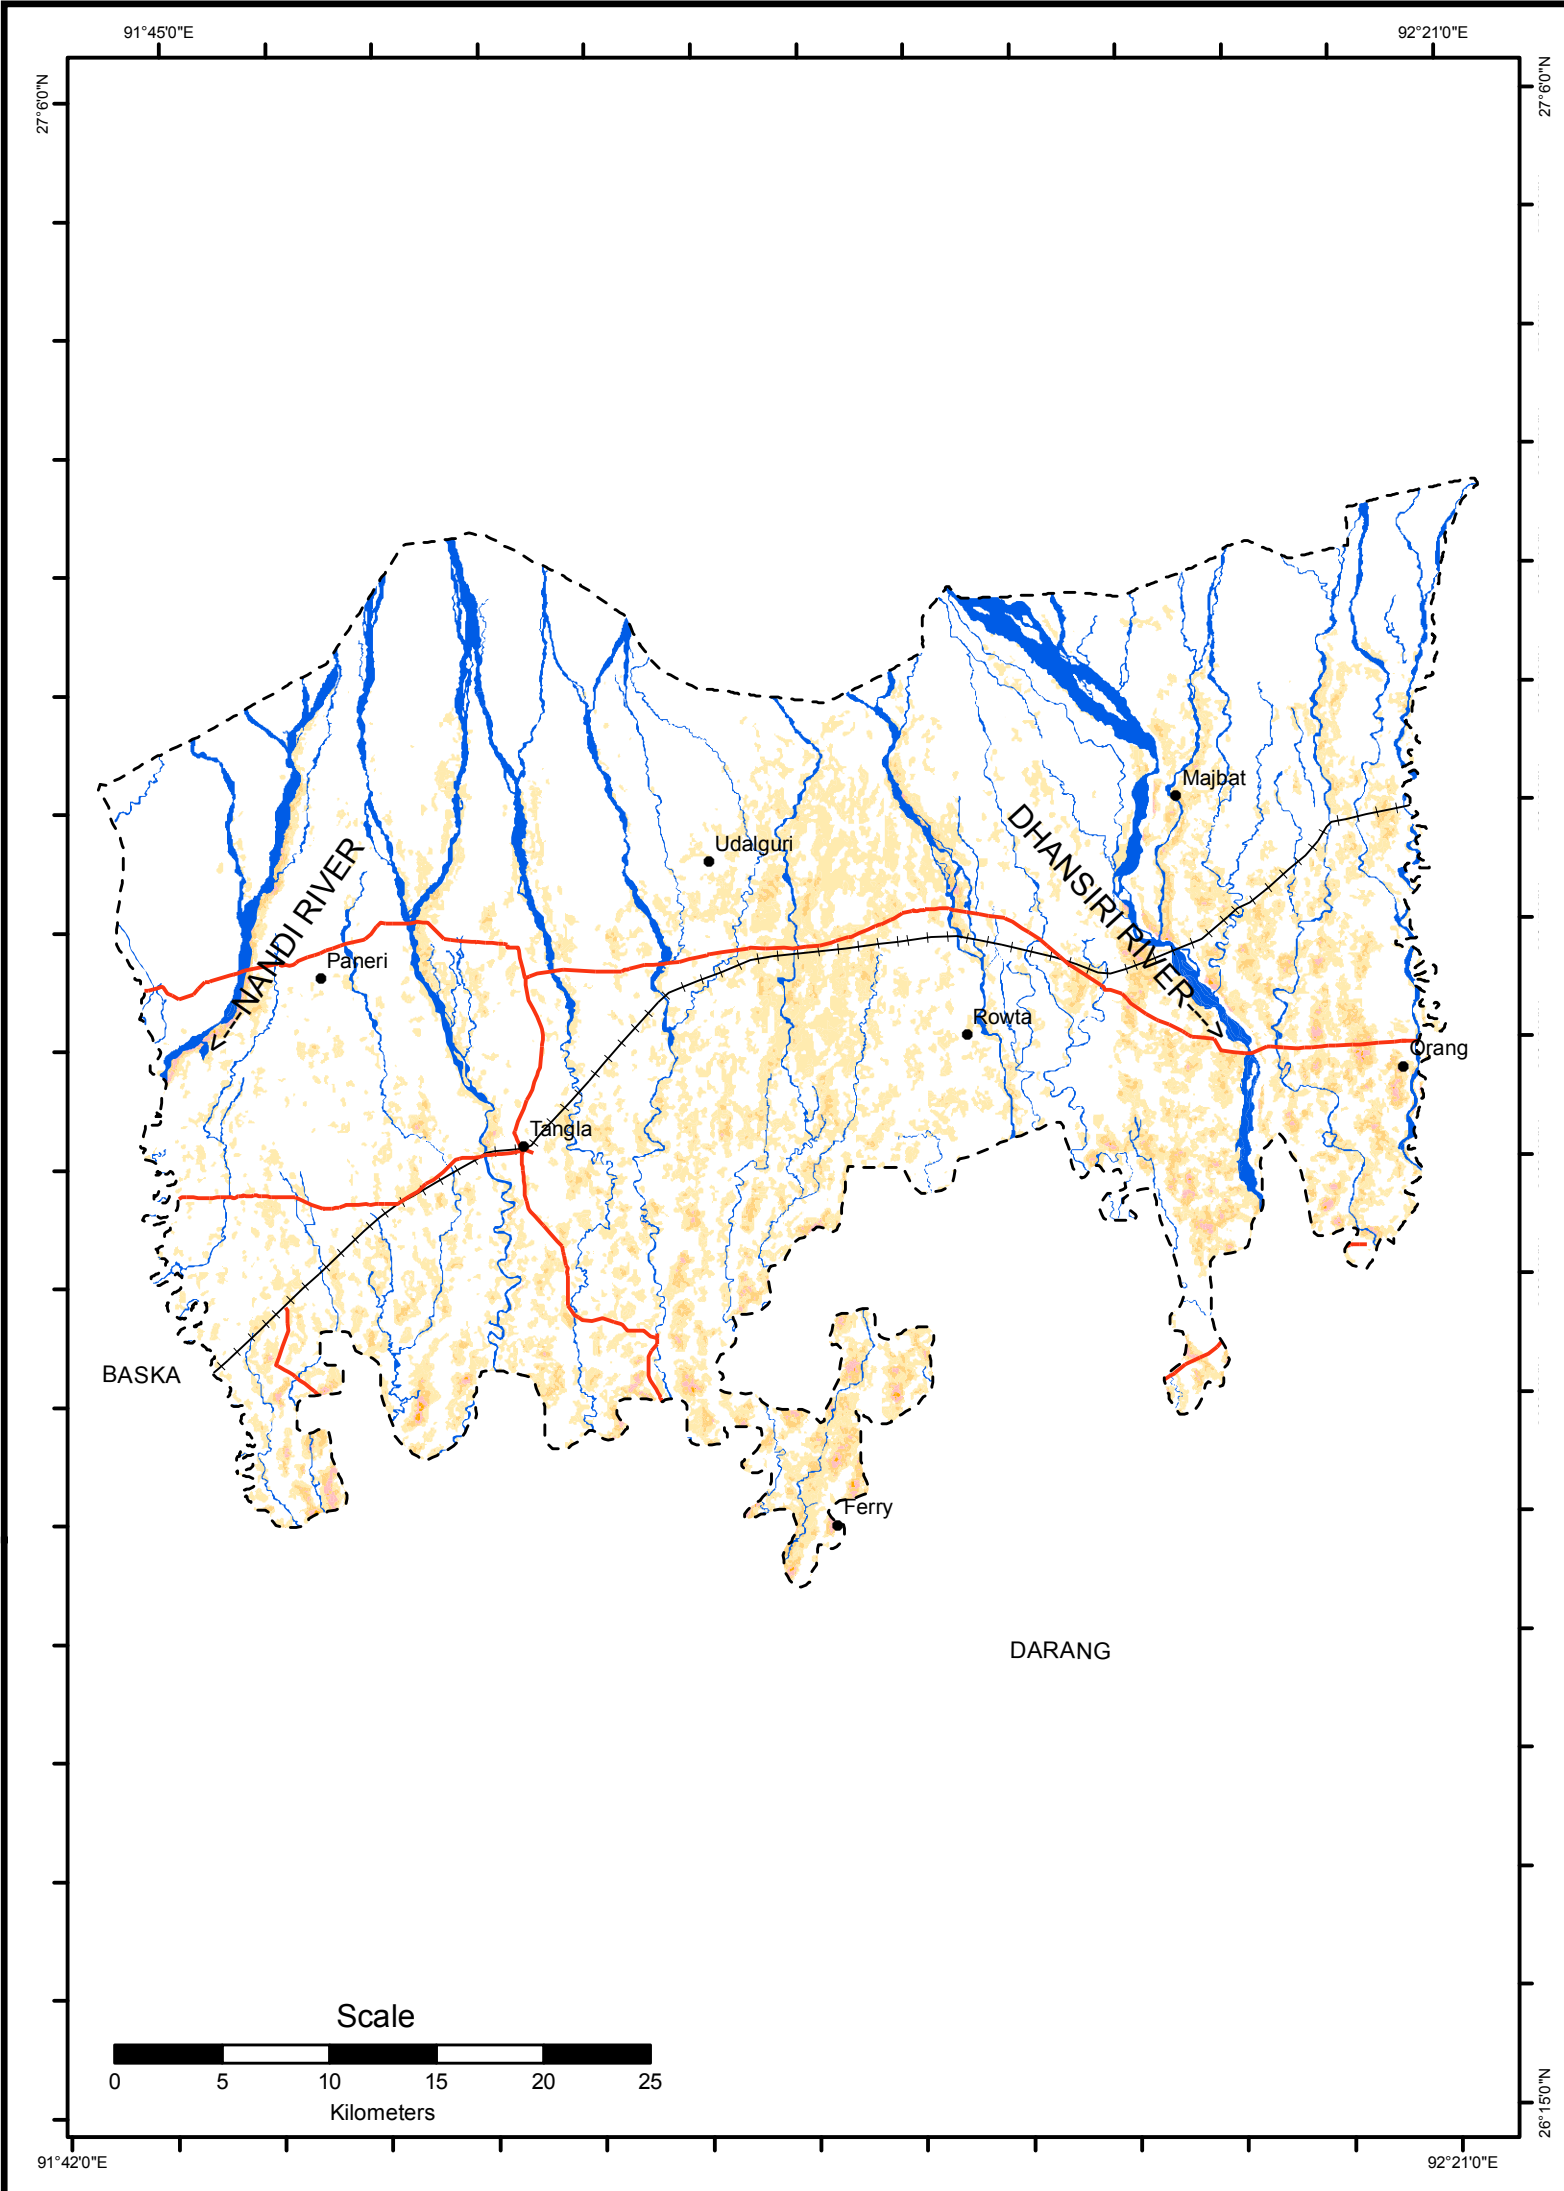 91°45'0"E
92°21'0"E
27°6'0"N
27°6'0"N
Majbat
Udalguri
DHANSIRI RIVER
NANDI RIVER
Paneri
Rowta
Orang
Tangla
BASKA
Ferry
DARANG
Scale
0 5 10 15 20 25
Kilometers
26°15'0"N
91°42'0"E
92°21'0"E